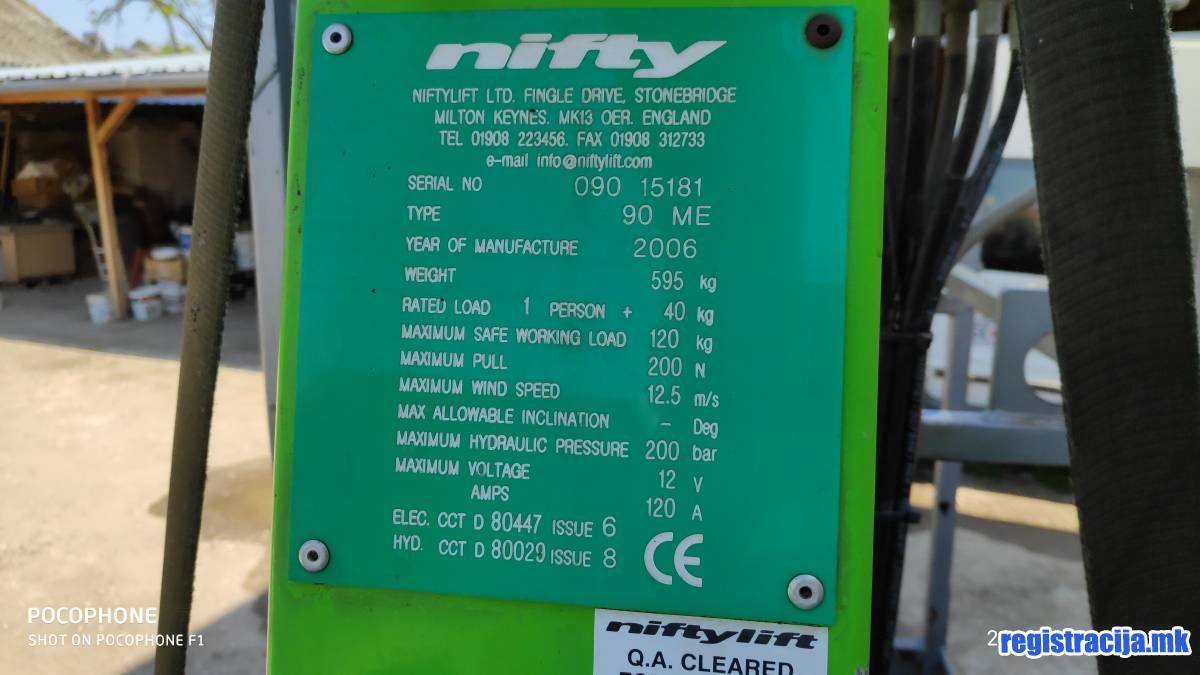 nifty
NIFTYLIFT LTD. FINGLE DRIVE, STONEBRIDGE
MILTON KEYNES. MK13 OER. ENGLAND
TEL 01908 223456. FAX 01908 312733
e-mail info@niftylift.com
SERIAL NO 090 15181
TYPE 90 ME
YEAR OF MANUFACTURE 2006
WEIGHT 595 kg
RATED LOAD 1 PERSON + 40 kg
MAXIMUM SAFE WORKING LOAD 120 kg
MAXIMUM PULL 200 N
MAXIMUM WIND SPEED 12.5 m/s
MAX ALLOWABLE INCLINATION - Deg
MAXIMUM HYDRAULIC PRESSURE 200 bar
MAXIMUM VOLTAGE 12 V
AMPS 120 A
ELEC. CCT D 80447 ISSUE 6
HYD. CCT D 80029 ISSUE 8
CE
niftylift
Q.A. CLEARED
POCOPHONE
SHOT ON POCOPHONE F1
registracija.mk